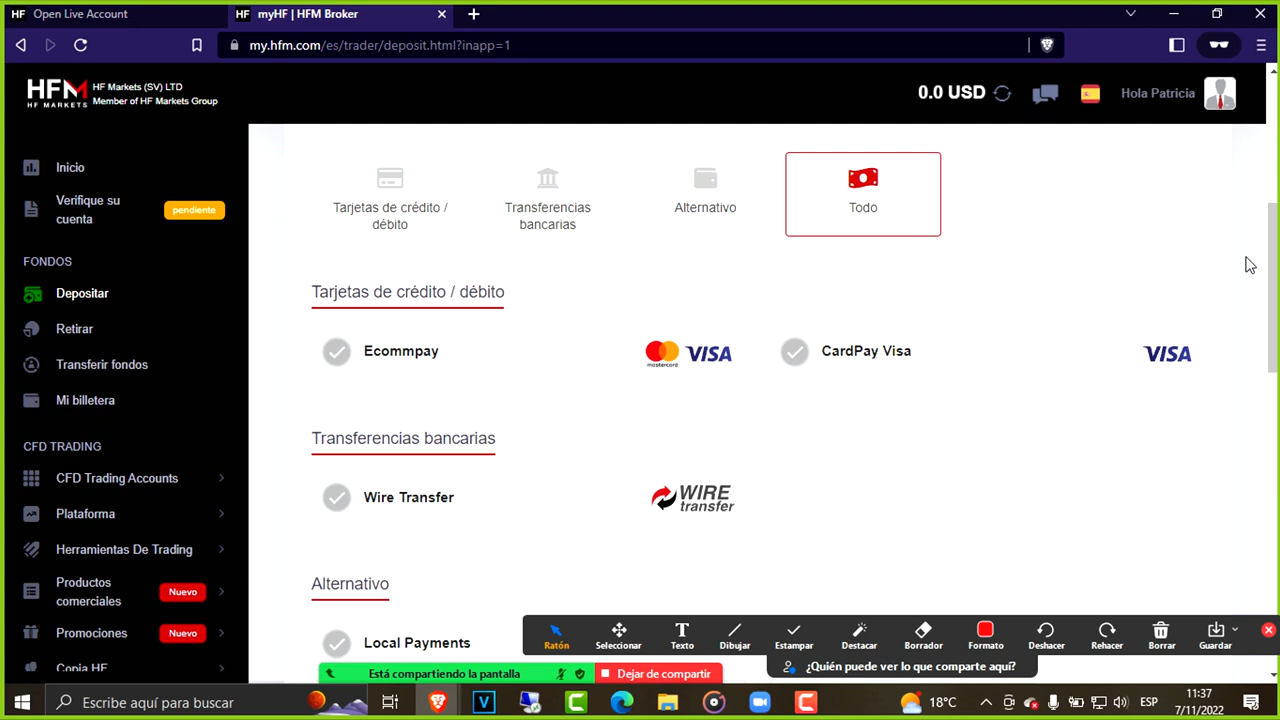 HF Open Live Account
HF myHF | HFM Broker
my.hfm.com/es/trader/deposit.html?inapp=1
HFM
HF MARKETS
HF Markets (SV) LTD
Member of HF Markets Group
0.0 USD
Hola Patricia
Inicio
Verifique su
cuenta
pendiente
FONDOS
Depositar
Retirar
Transferir fondos
Mi billetera
CFD TRADING
CFD Trading Accounts
Plataforma
Herramientas De Trading
Productos
comerciales
Nuevo
Promociones
Nuevo
Copia HF
Tarjetas de crédito /
débito
Transferencias
bancarias
Alternativo
Todo
Tarjetas de crédito / débito
Ecommpay
mastercard
VISA
CardPay Visa
VISA
Transferencias bancarias
Wire Transfer
WIRE
transfer
Alternativo
Local Payments
Ratón
Seleccionar
Texto
Dibujar
Estampar
Destacar
Borrador
Formato
Deshacer
Rehacer
Borrar
Guardar
Está compartiendo la pantalla
Dejar de compartir
¿Quién puede ver lo que comparte aquí?
Escribe aquí para buscar
18°C
ESP
11:37
7/11/2022